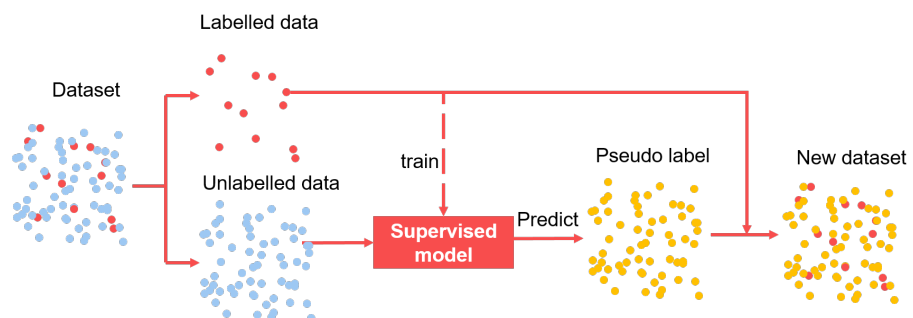 Labelled data
Dataset
train
Pseudo label
New dataset
Unlabelled data
Predict
Supervised
model